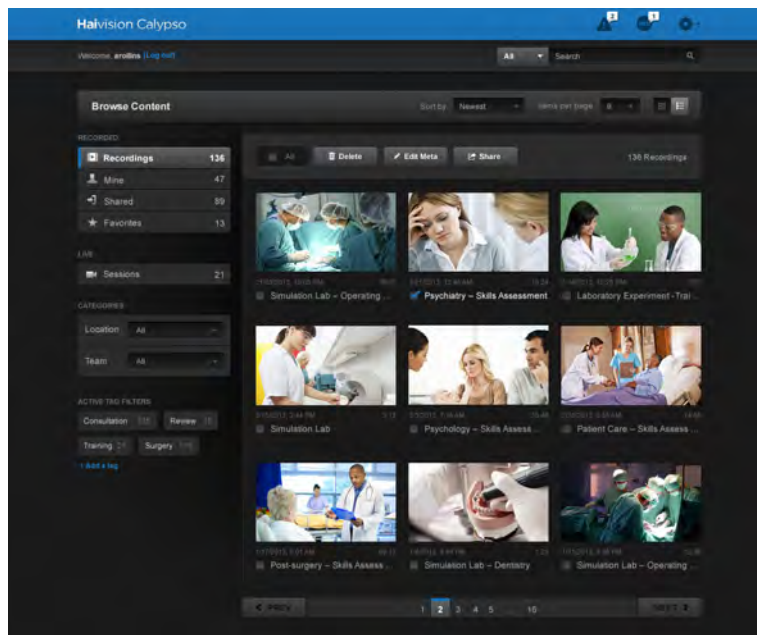 Haivision Calypso
2
1
Welcome, arollins (Log out)
All
Search
Browse Content
Sort by Newest
Items per page 6
RECORDED
Recordings 136
Mine 47
Shared 89
Favorites 13
LIVE
Sessions 21
CATEGORIES
Location All
Team All
ACTIVE TAG FILTERS
Consultation
Review
Training
Surgery
+ Add a tag
All
Delete
Edit Meta
Share
136 Recordings
Simulation Lab – Operating ...
Psychiatry – Skills Assessment
Laboratory Experiment -Trai ...
Simulation Lab
Psychology – Skills Assess ...
Patient Care – Skills Assess ...
Post-surgery – Skills Assess ...
Simulation Lab – Dentistry
Simulation Lab – Operating ...
PREV
1 2 3 4 5 ... 16
NEXT